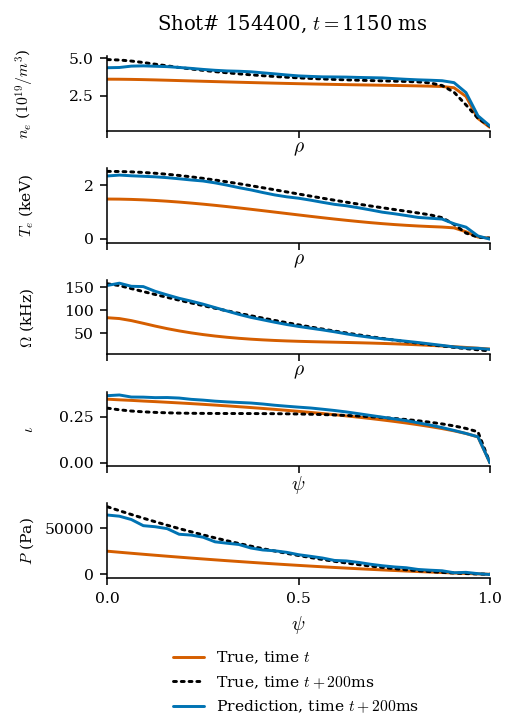 Shot# 154400, t = 1150 ms
5.0
2.5
n_e (10^19/m^3)
ρ
2
0
T_e (keV)
ρ
150
100
50
Ω (kHz)
ρ
0.25
0.00
ι
ψ
50000
0
P (Pa)
0.0 0.5 1.0
ψ
True, time t
True, time t + 200ms
Prediction, time t + 200ms